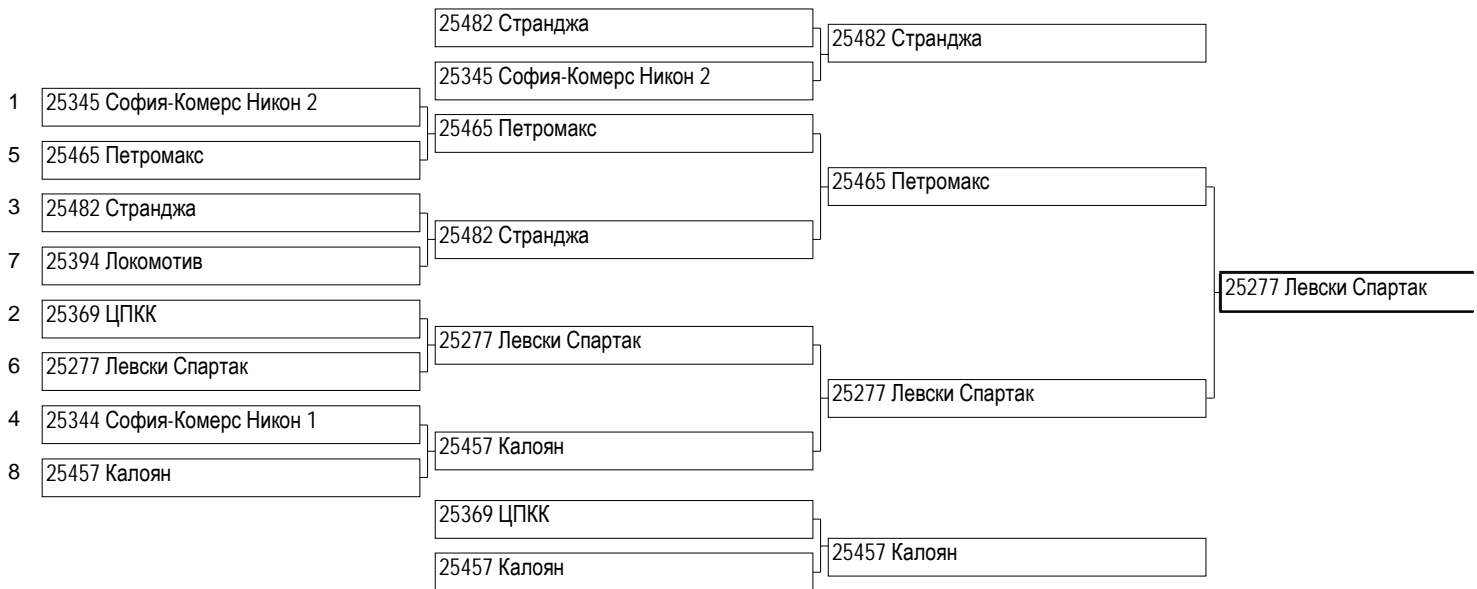 25482 Странджа
25482 Странджа
25345 София-Комерс Никон 2
1 25345 София-Комерс Никон 2
25465 Петромакс
5 25465 Петромакс
25465 Петромакс
3 25482 Странджа
25482 Странджа
7 25394 Локомотив
25277 Левски Спартак
2 25369 ЦПКК
25277 Левски Спартак
6 25277 Левски Спартак
25277 Левски Спартак
4 25344 София-Комерс Никон 1
25457 Калоян
8 25457 Калоян
25369 ЦПКК
25457 Калоян
25457 Калоян